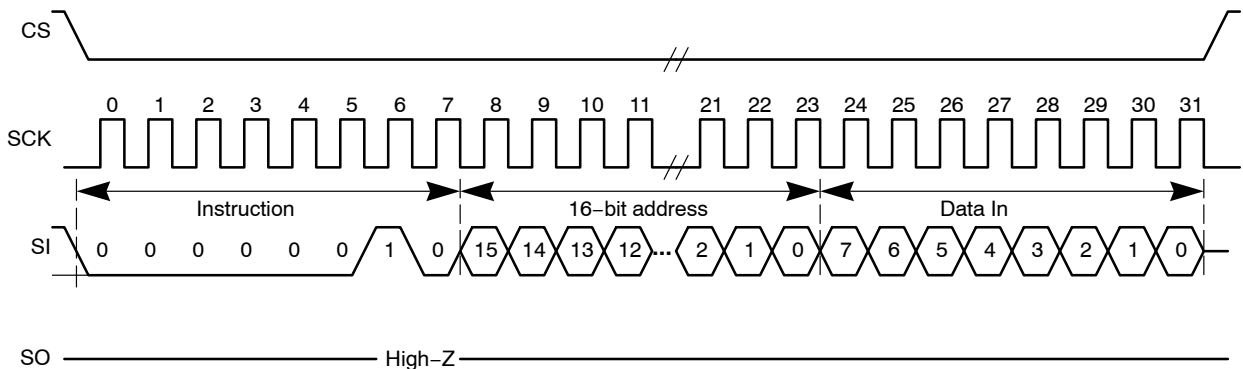 CS
0 1 2 3 4 5 6 7 8 9 10 11 21 22 23 24 25 26 27 28 29 30 31
SCK
Instruction 16−bit address Data In
SI 0 0 0 0 0 0 1 0 15 14 13 12 ... 2 1 0 7 6 5 4 3 2 1 0
SO High−Z